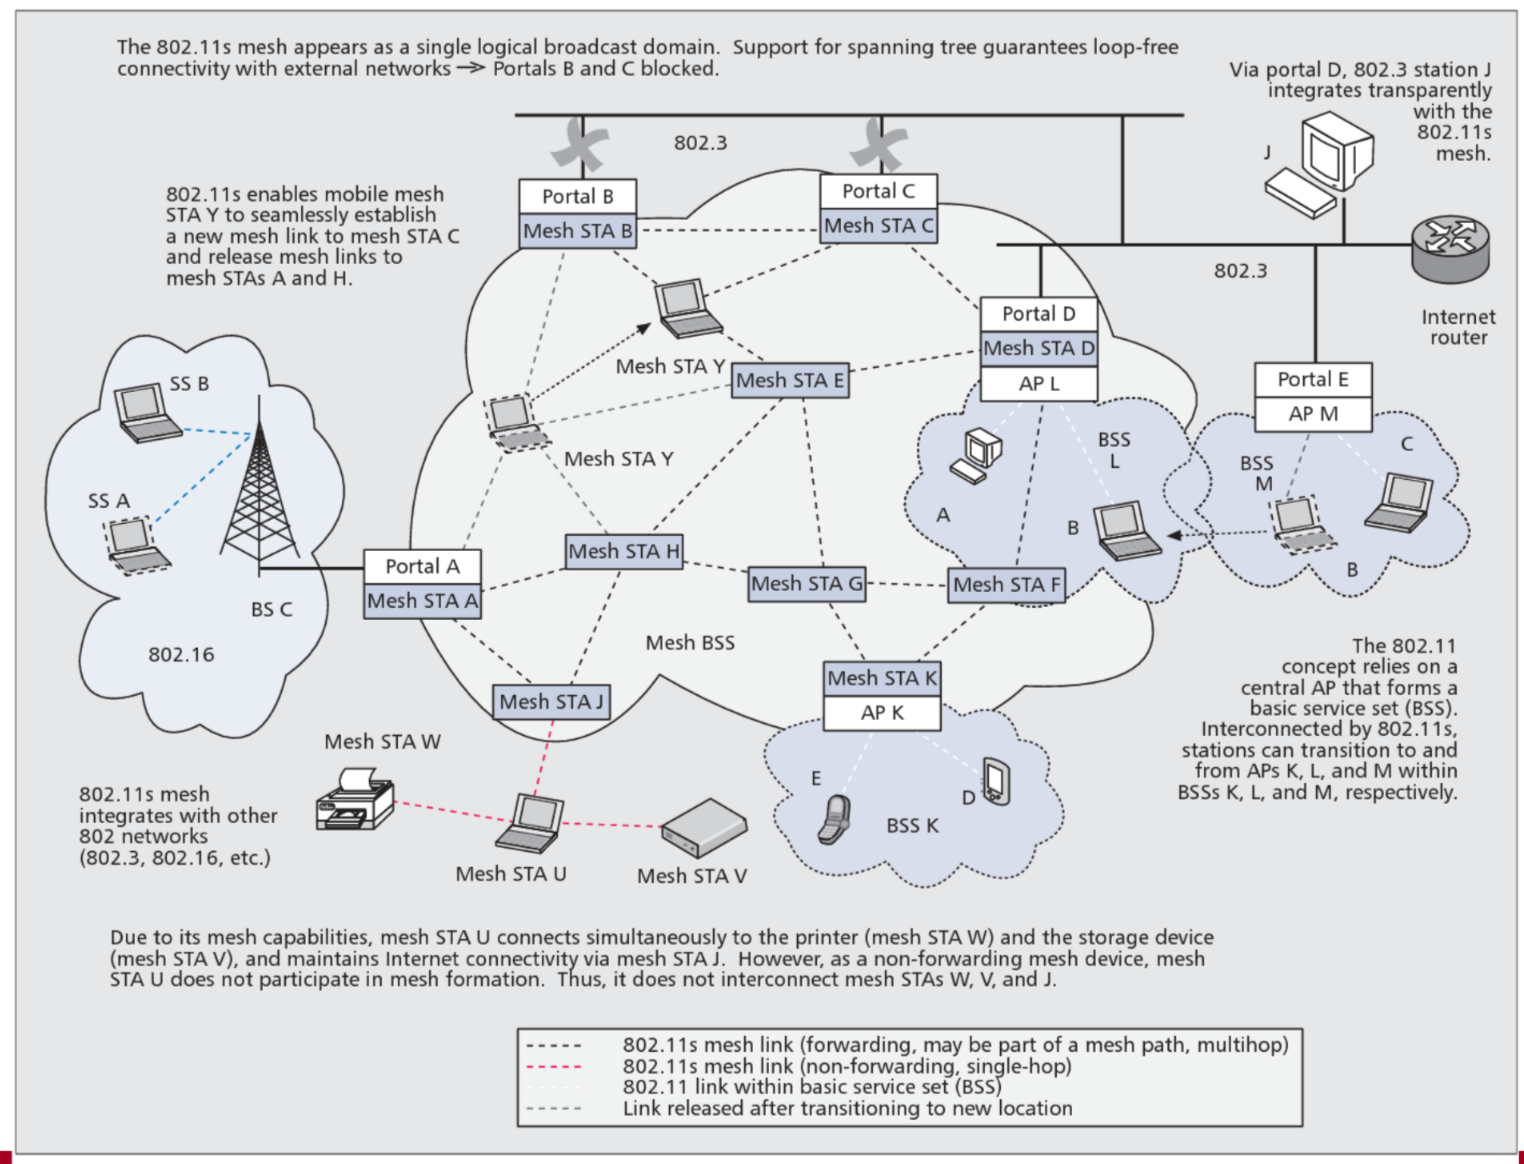 The 802.11s mesh appears as a single logical broadcast domain.  Support for spanning tree guarantees loop-free
connectivity with external networks → Portals B and C blocked.
Via portal D, 802.3 station J
integrates transparently
with the
802.11s
mesh.
J
802.3
802.11s enables mobile mesh
STA Y to seamlessly establish
a new mesh link to mesh STA C
and release mesh links to
mesh STAs A and H.
Portal B
Mesh STA B
Portal C
Mesh STA C
802.3
Internet
router
Portal D
Mesh STA D
AP L
Mesh STA Y
Mesh STA E
Portal E
AP M
SS B
SS A
BS C
802.16
Mesh STA Y
BSS
L
A
B
BSS
M
C
B
Portal A
Mesh STA A
Mesh STA H
Mesh STA G
Mesh STA F
Mesh BSS
Mesh STA J
Mesh STA K
AP K
The 802.11
concept relies on a
central AP that forms a
basic service set (BSS).
Interconnected by 802.11s,
stations can transition to and
from APs K, L, and M within
BSSs K, L, and M, respectively.
Mesh STA W
E
D
BSS K
802.11s mesh
integrates with other
802 networks
(802.3, 802.16, etc.)
Mesh STA U
Mesh STA V
Due to its mesh capabilities, mesh STA U connects simultaneously to the printer (mesh STA W) and the storage device
(mesh STA V), and maintains Internet connectivity via mesh STA J.  However, as a non-forwarding mesh device, mesh
STA U does not participate in mesh formation.  Thus, it does not interconnect mesh STAs W, V, and J.
802.11s mesh link (forwarding, may be part of a mesh path, multihop)
802.11s mesh link (non-forwarding, single-hop)
802.11 link within basic service set (BSS)
Link released after transitioning to new location